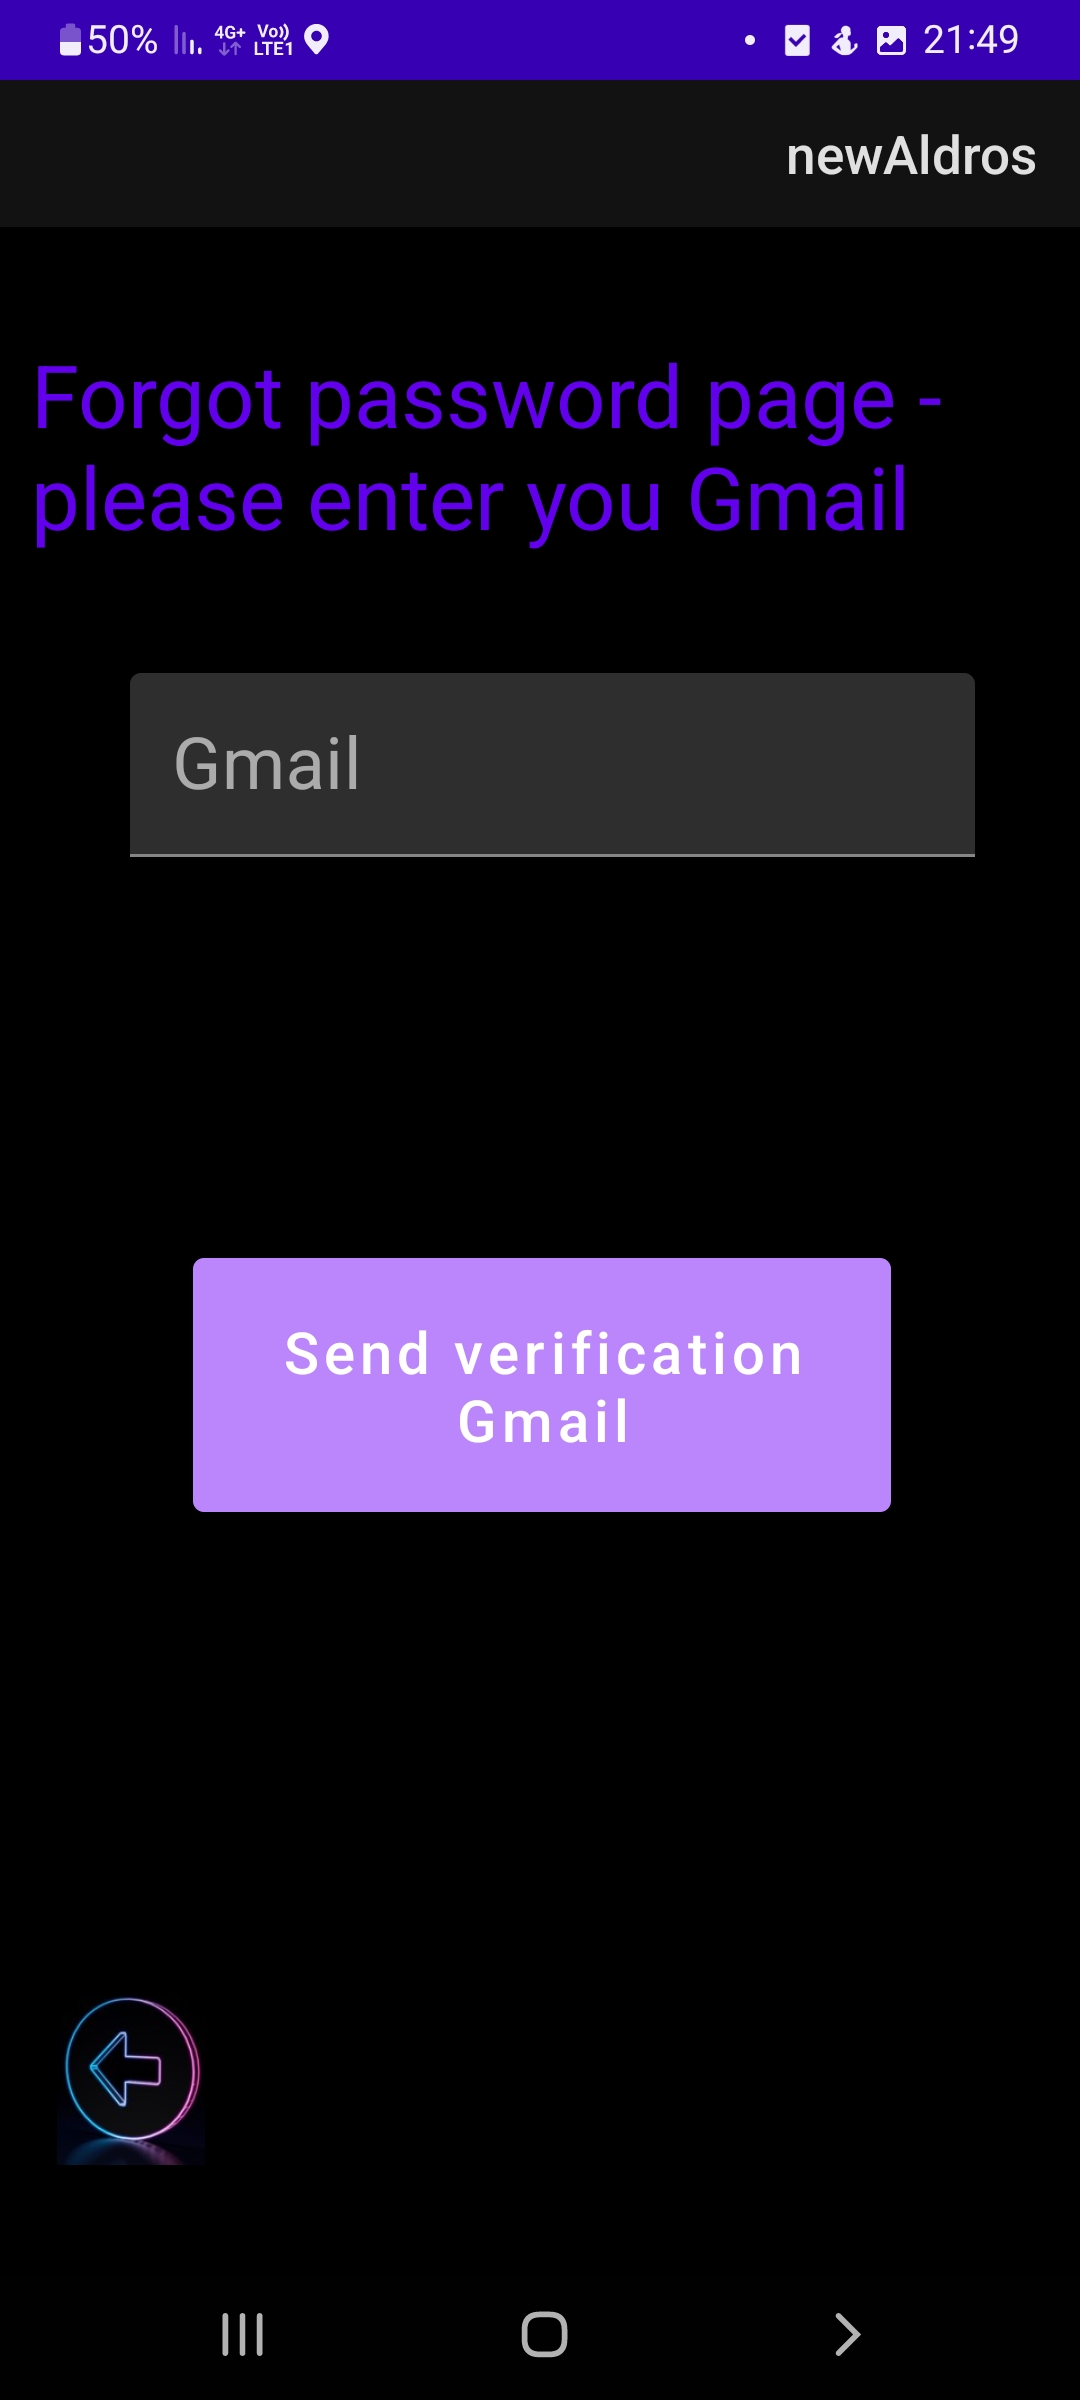 50% 4G+ Vo)) LTE1 21:49
newAldros
Forgot password page -
please enter you Gmail
Gmail
Send verification
Gmail